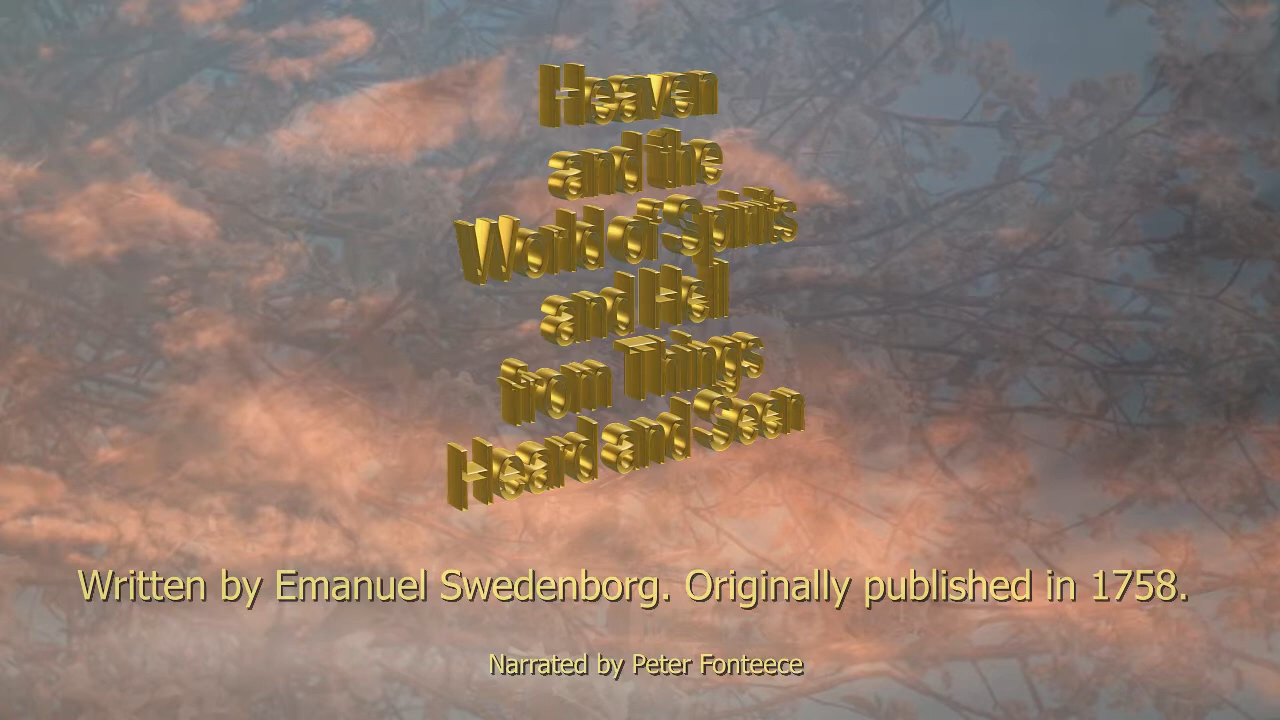 Heaven
and the
World of Spirits
and Hell
from Things
Heard and Seen
Written by Emanuel Swedenborg. Originally published in 1758.
Narrated by Peter Fonteece